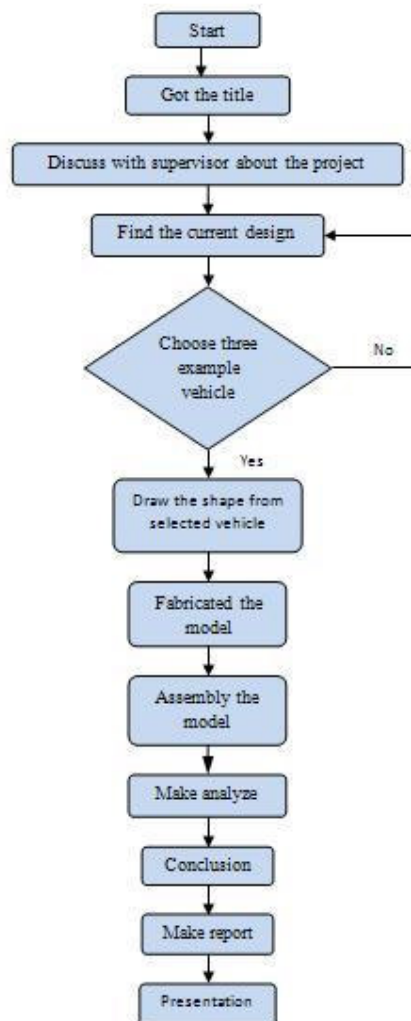 Start
Got the title
Discuss with supervisor about the project
Find the current design
Choose three
example
vehicle
No
Yes
Draw the shape from
selected vehicle
Fabricated the
model
Assembly the
model
Make analyze
Conclusion
Make report
Presentation